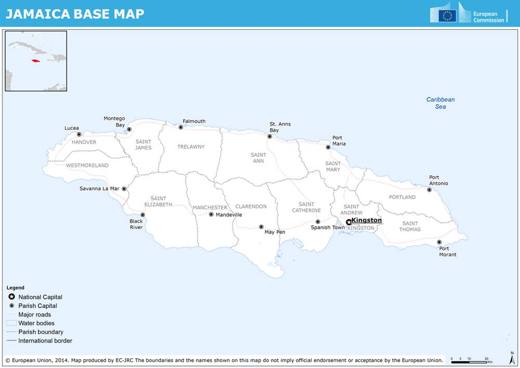 JAMAICA BASE MAP
European
Commission
Caribbean
Sea
Montego
Bay
Falmouth
St. Anns
Bay
Lucea
HANOVER
SAINT
JAMES
TRELAWNY
Port
Maria
SAINT
ANN
SAINT
MARY
WESTMORELAND
Port
Antonio
Savanna La Mar
PORTLAND
SAINT
ELIZABETH
MANCHESTER
CLARENDON
SAINT
CATHERINE
SAINT
ANDREW
Black
River
Mandeville
May Pen
Spanish Town
Kingston
KINGSTON
SAINT
THOMAS
Port
Morant
Legend
National Capital
Parish Capital
Major roads
Water bodies
Parish boundary
International border
© European Union, 2014. Map produced by EC-JRC.The boundaries and the names shown on this map do not imply official endorsement or acceptance by the European Union.